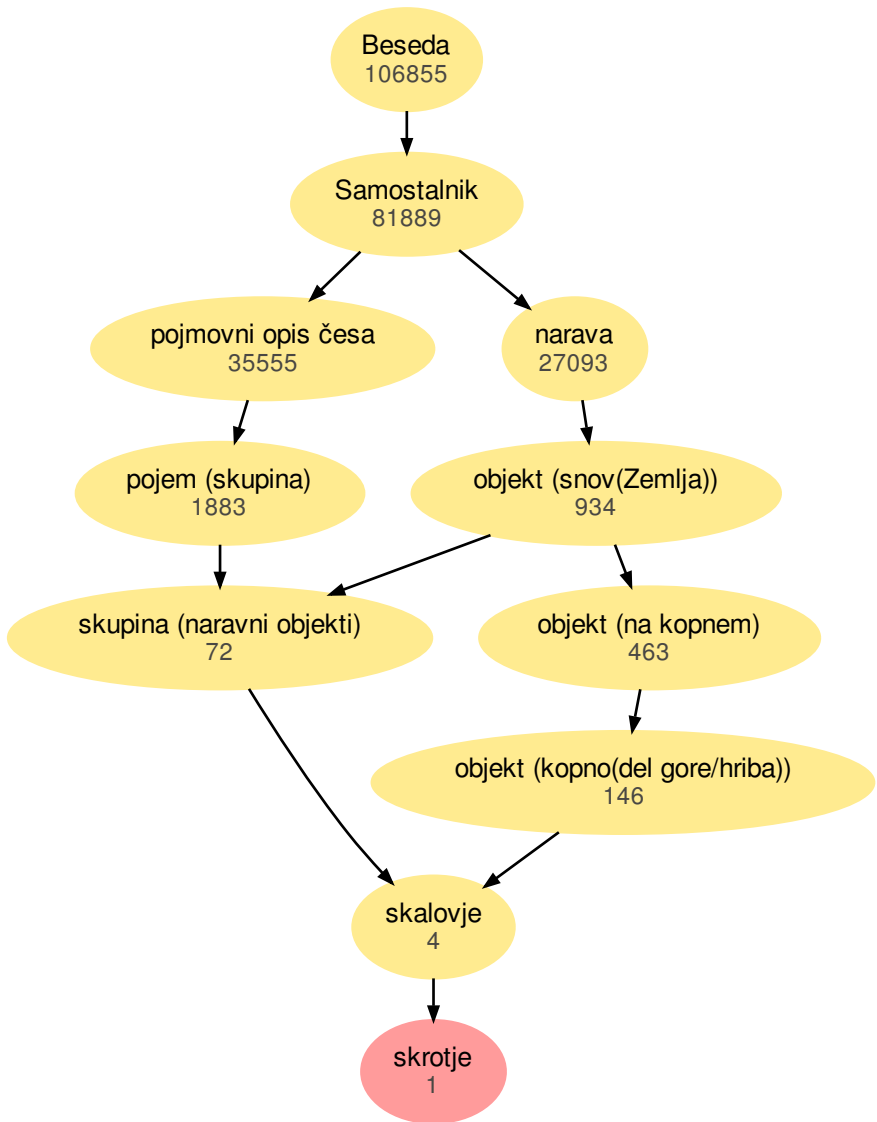 Beseda
106855
Samostalnik
81889
pojmovni opis česa
35555
narava
27093
pojem (skupina)
1883
objekt (snov(Zemlja))
934
skupina (naravni objekti)
72
objekt (na kopnem)
463
objekt (kopno(del gore/hriba))
146
skalovje
4
skrotje
1